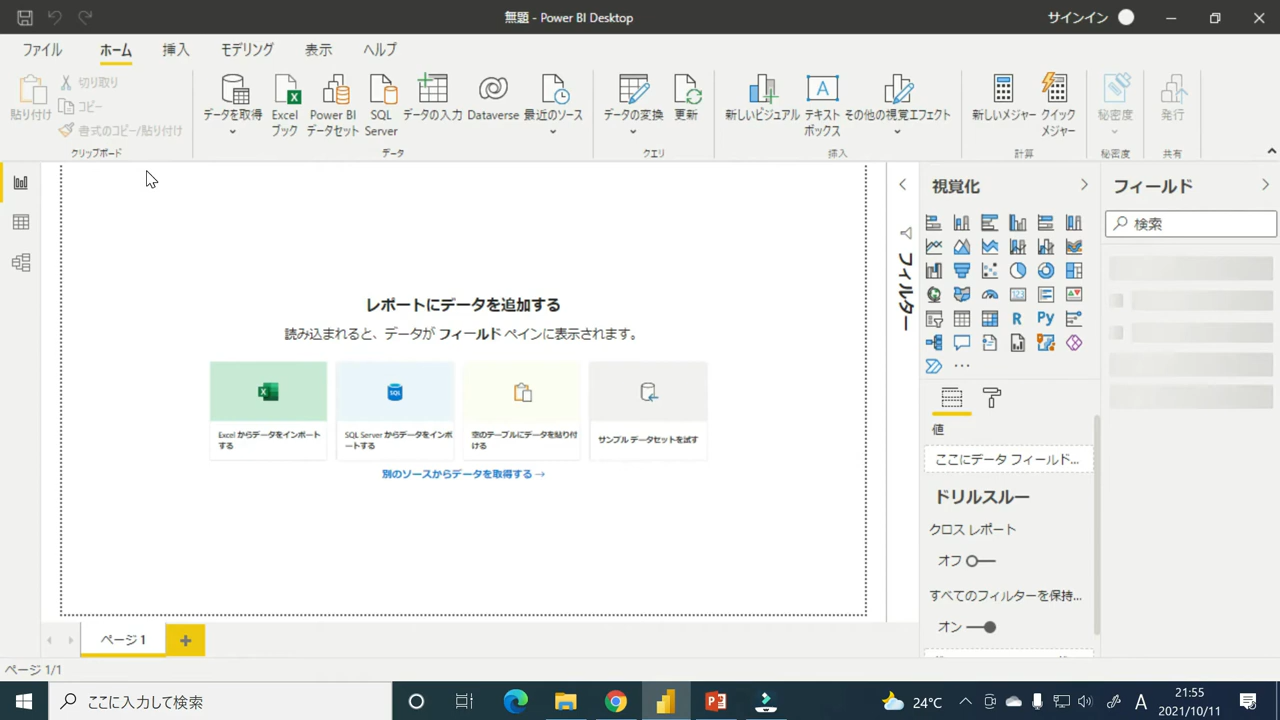 無題 - Power BI Desktop
サインイン
ファイル
ホーム
挿入
モデリング
表示
ヘルプ
貼り付け
切り取り
コピー
書式のコピー/貼り付け
クリップボード
データを取得
Excel
ブック
Power BI
データセット
SQL
Server
データの入力
Dataverse
最近のソース
データ
データの変換
更新
クエリ
新しいビジュアル
テキスト
ボックス
その他の視覚エフェクト
挿入
新しいメジャー
クイック
メジャー
計算
秘密度
秘密度
発行
共有
レポートにデータを追加する
読み込まれると、データが フィールド ペインに表示されます。
Excel からデータをインポート
する
SQL Server からデータをインポ
ートする
空のテーブルにデータを貼り付
ける
サンプル データセットを試す
別のソースからデータを取得する →
フィルター
視覚化
R
Py
123
値
ここにデータ フィールド...
ドリルスルー
クロス レポート
オフ
すべてのフィルターを保持...
オン
フィールド
検索
ページ 1
ページ 1/1
ここに入力して検索
24℃
A
21:55
2021/10/11